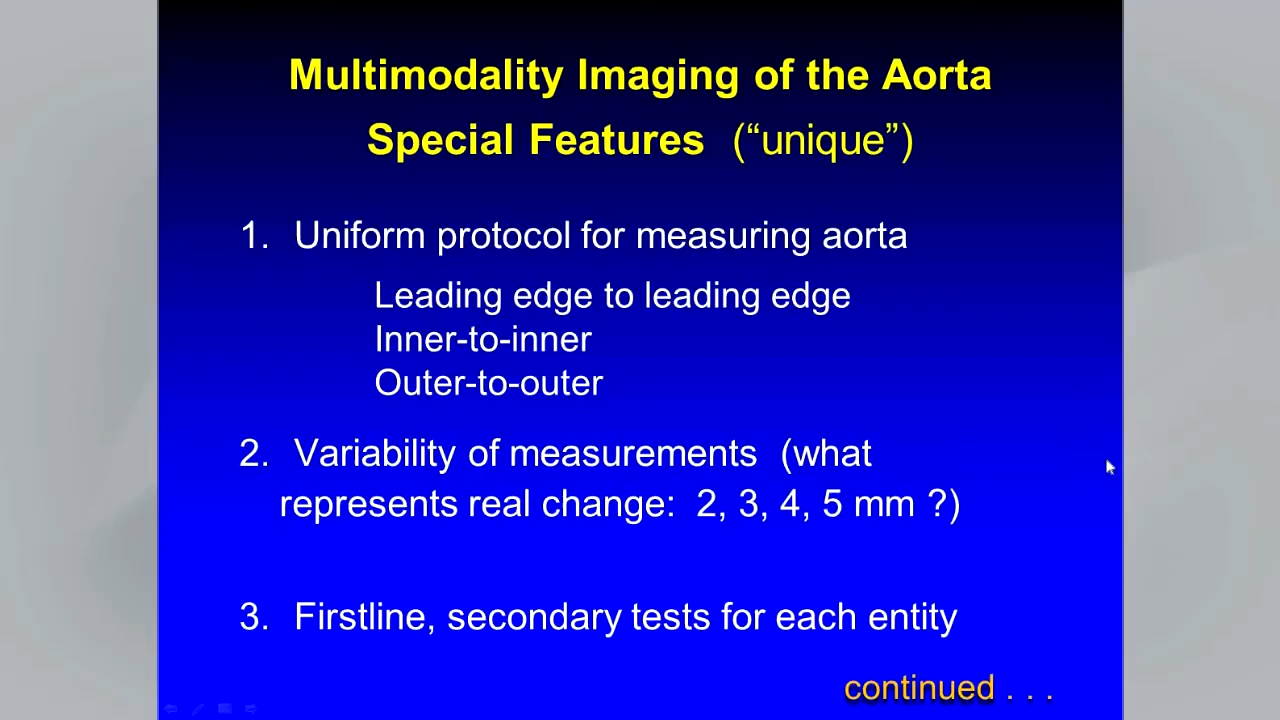 Multimodality Imaging of the Aorta
Special Features (“unique”)
1. Uniform protocol for measuring aorta
Leading edge to leading edge
Inner-to-inner
Outer-to-outer
2. Variability of measurements (what
represents real change: 2, 3, 4, 5 mm ?)
3. Firstline, secondary tests for each entity
continued . . .